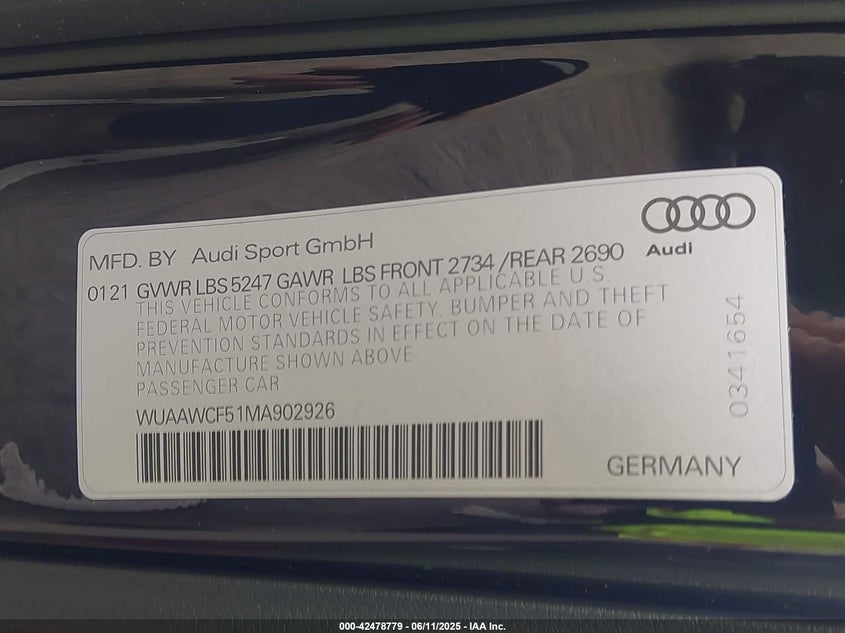 MFD. BY Audi Sport GmbH
Audi
0121 GVWR LBS 5247 GAWR LBS FRONT 2734 /REAR 2690
THIS VEHICLE CONFORMS TO ALL APPLICABLE U.S.
FEDERAL MOTOR VEHICLE SAFETY, BUMPER AND THEFT
PREVENTION STANDARDS IN EFFECT ON THE DATE OF
MANUFACTURE SHOWN ABOVE
PASSENGER CAR
0341654
WUAAWCF51MA902926
GERMANY
000-42478779 - 06/11/2025 - IAA Inc.